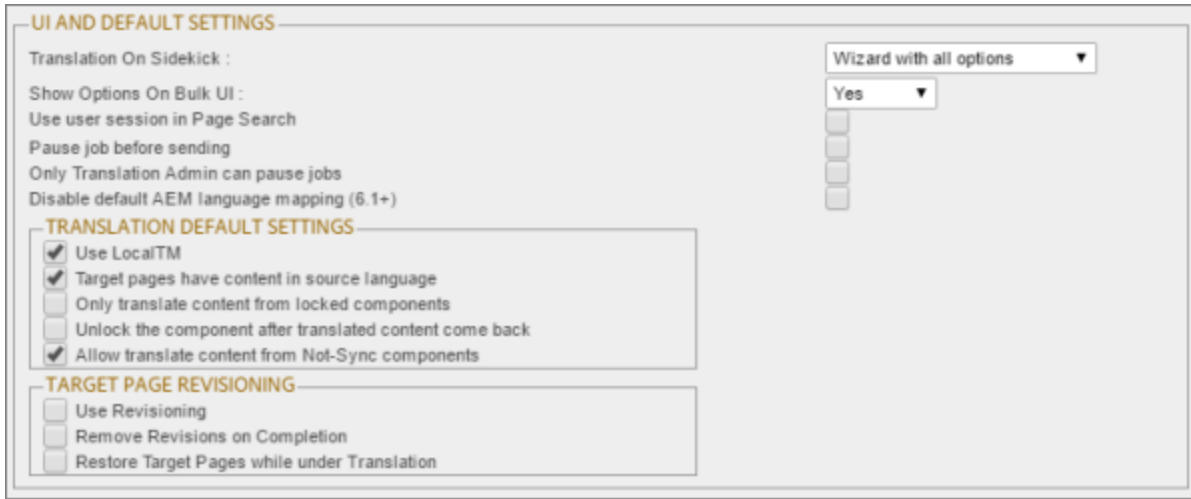 UI AND DEFAULT SETTINGS
Translation On Sidekick : Wizard with all options
Show Options On Bulk UI : Yes
Use user session in Page Search
Pause job before sending
Only Translation Admin can pause jobs
Disable default AEM language mapping (6.1+)
TRANSLATION DEFAULT SETTINGS
Use LocalTM
Target pages have content in source language
Only translate content from locked components
Unlock the component after translated content come back
Allow translate content from Not-Sync components
TARGET PAGE REVISIONING
Use Revisioning
Remove Revisions on Completion
Restore Target Pages while under Translation